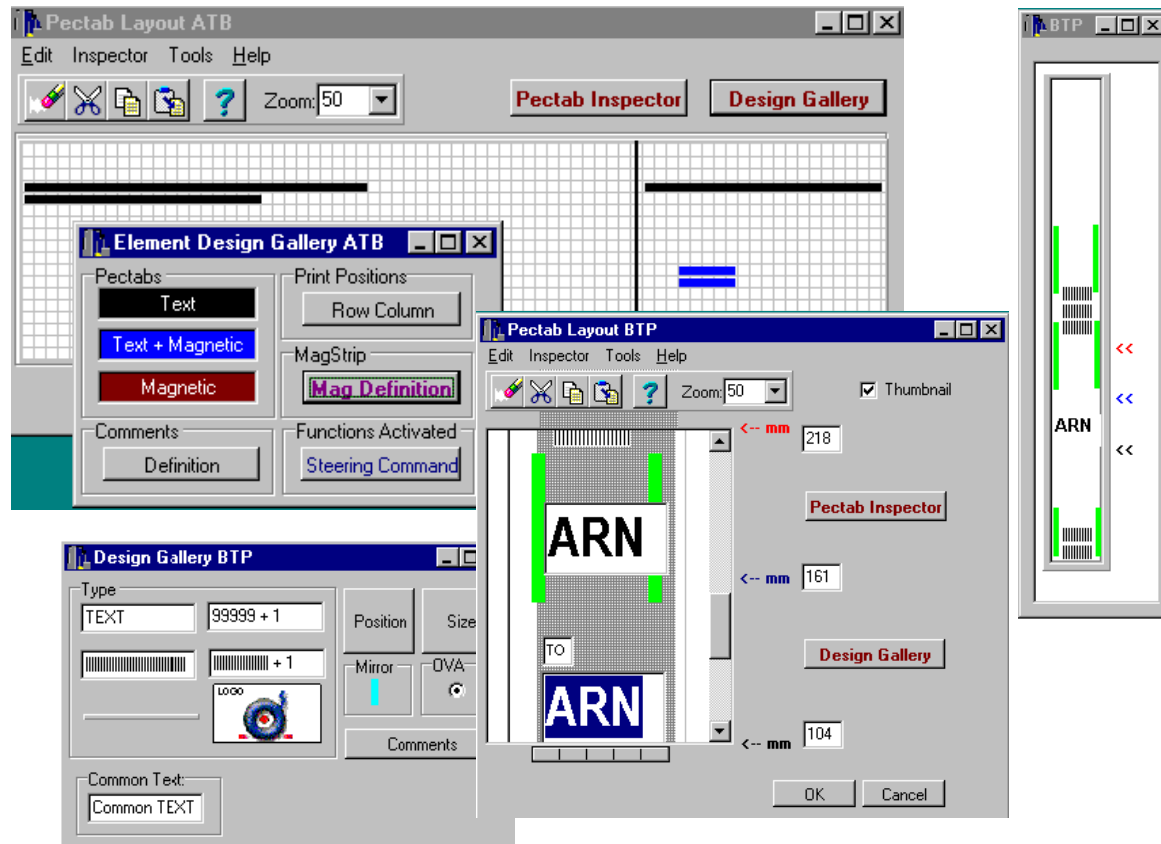 Pectab Layout ATB
Edit Inspector Tools Help
Zoom: 50
Pectab Inspector
Design Gallery
BTP
<<
<<
ARN
<<
Element Design Gallery ATB
Pectabs
Text
Text + Magnetic
Magnetic
Print Positions
Row Column
MagStrip
Mag Definition
Comments
Definition
Functions Activated
Steering Command
Pectab Layout BTP
Edit Inspector Tools Help
Zoom: 50
Thumbnail
<-- mm 218
Pectab Inspector
ARN
<-- mm 161
TO
Design Gallery
ARN
<-- mm 104
OK Cancel
Design Gallery BTP
Type
TEXT
99999 + 1
+ 1
LOGO
Position
Size
Mirror
OVA
Comments
Common Text:
Common TEXT